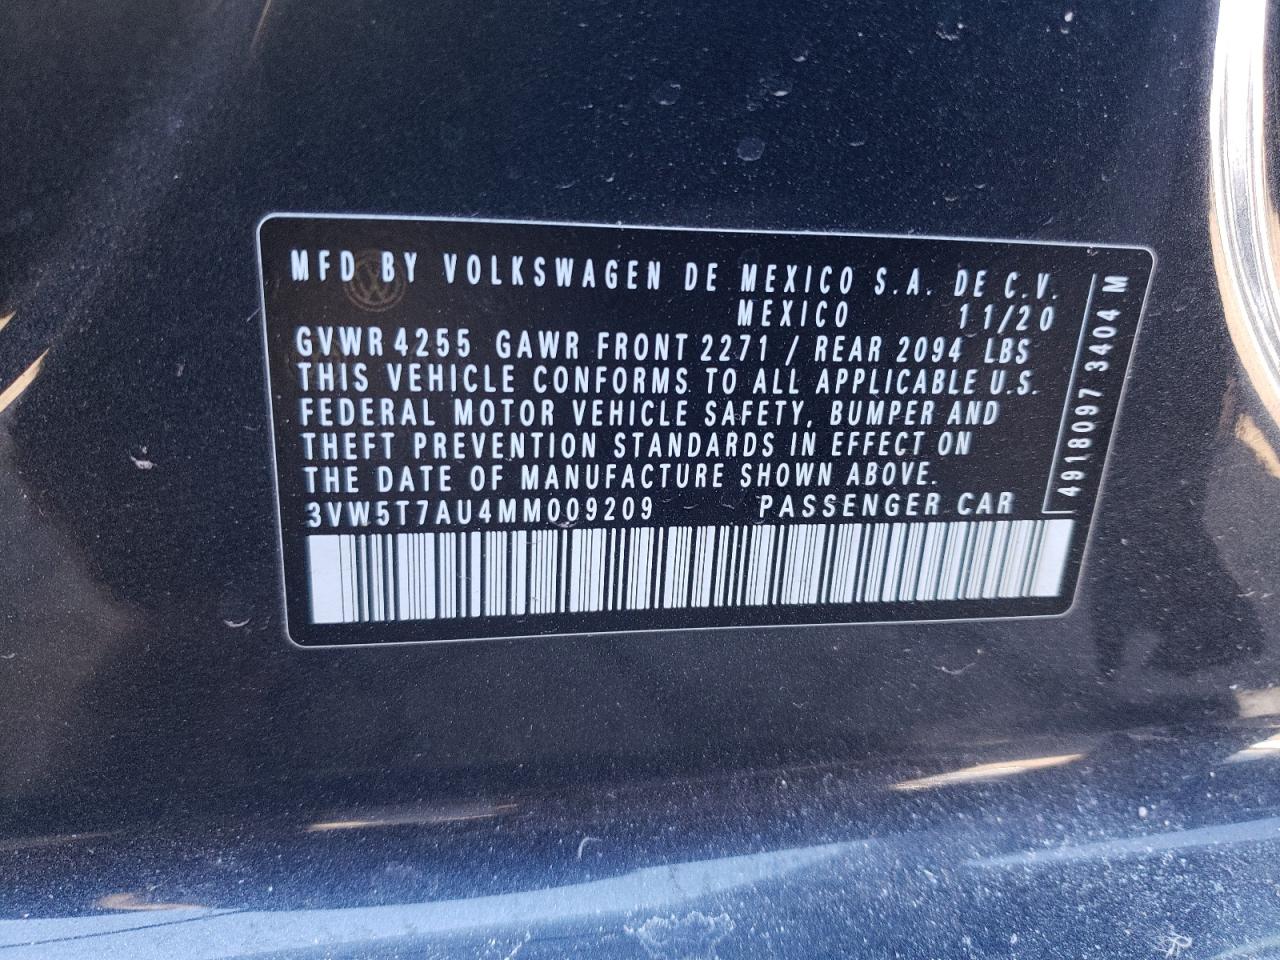 MFD BY VOLKSWAGEN DE MEXICO S.A. DE C.V.
MEXICO 11/20
GVWR 4255 GAWR FRONT 2271 / REAR 2094 LBS
THIS VEHICLE CONFORMS TO ALL APPLICABLE U.S.
FEDERAL MOTOR VEHICLE SAFETY, BUMPER AND
THEFT PREVENTION STANDARDS IN EFFECT ON
THE DATE OF MANUFACTURE SHOWN ABOVE.
3VW5T7AU4MM009209 PASSENGER CAR
4918097 3404 M